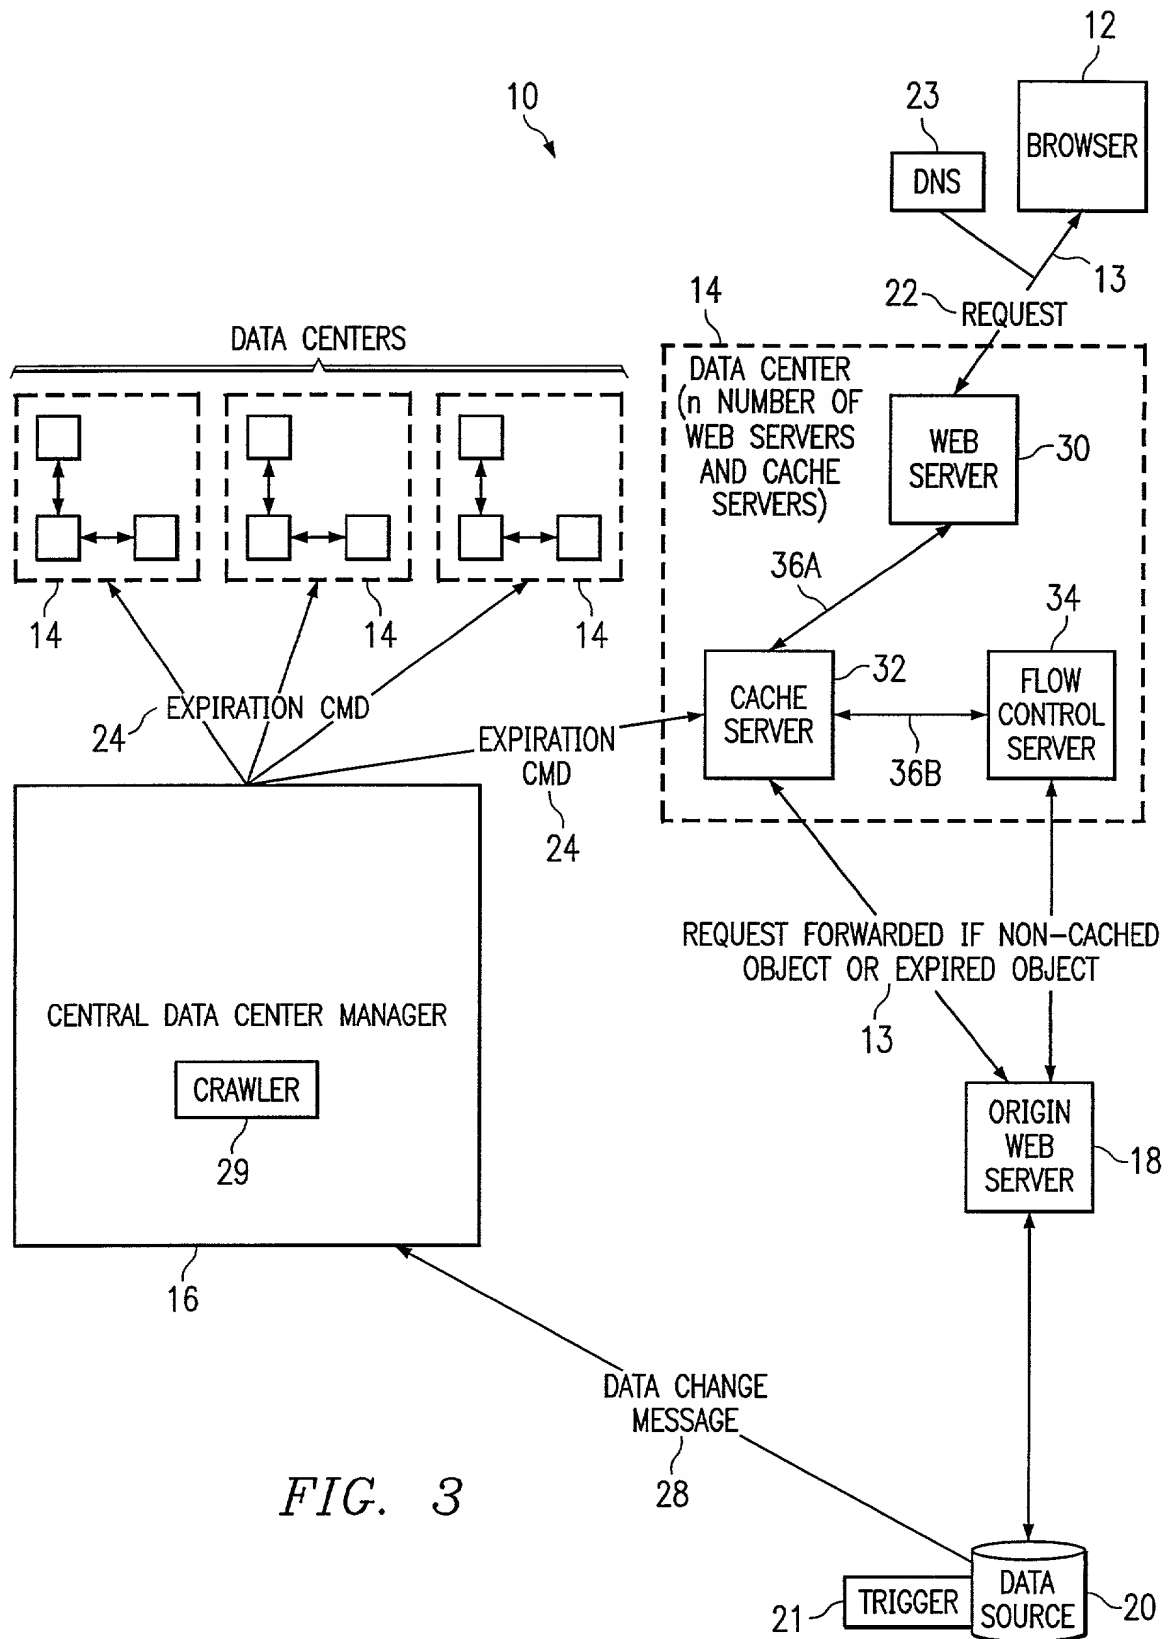 12
23
10
BROWSER
DNS
13
22
REQUEST
14
DATA CENTERS
DATA CENTER
(n NUMBER OF
WEB SERVERS
AND CACHE
SERVERS)
WEB
SERVER
30
36A
34
14
14
14
32
CACHE
SERVER
FLOW
CONTROL
SERVER
EXPIRATION CMD
24
EXPIRATION
CMD
36B
24
REQUEST FORWARDED IF NON-CACHED
OBJECT OR EXPIRED OBJECT
13
CENTRAL DATA CENTER MANAGER
CRAWLER
29
ORIGIN
WEB
SERVER
18
16
DATA CHANGE
MESSAGE
28
FIG. 3
21
TRIGGER
DATA
SOURCE
20